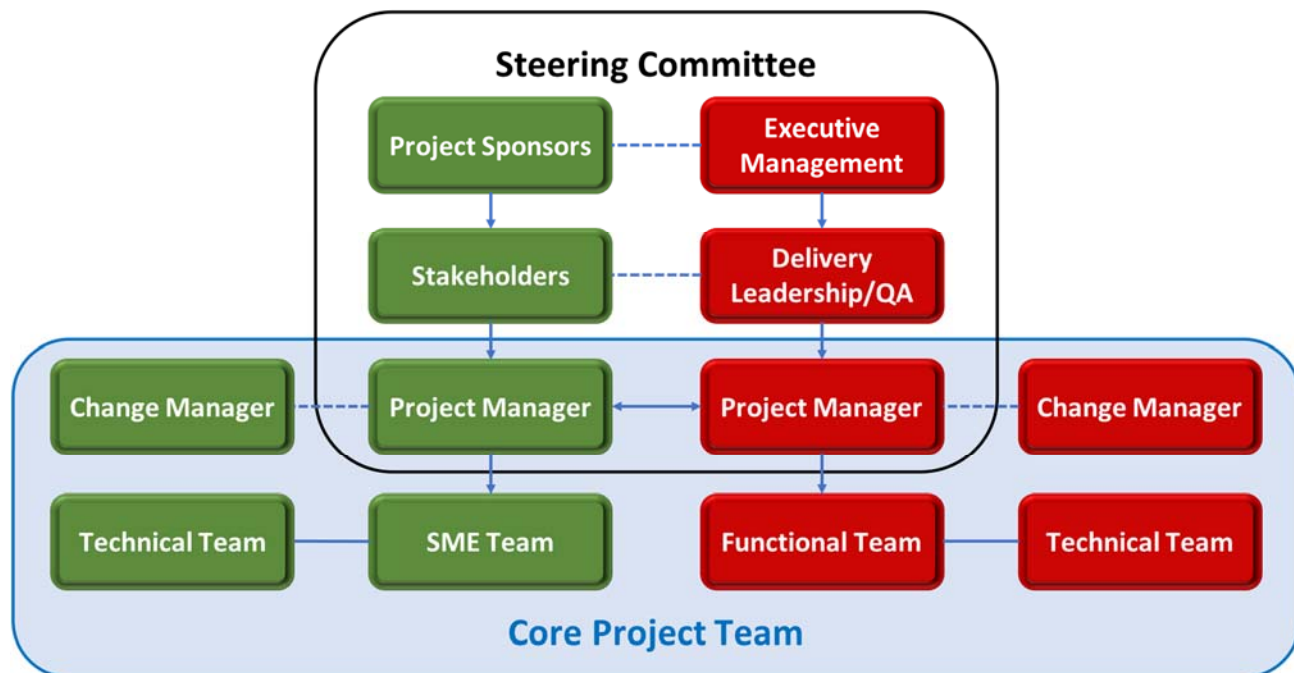 Steering Committee
Project Sponsors
Executive
Management
Stakeholders
Delivery
Leadership/QA
Change Manager
Project Manager
Project Manager
Change Manager
Technical Team
SME Team
Functional Team
Technical Team
Core Project Team